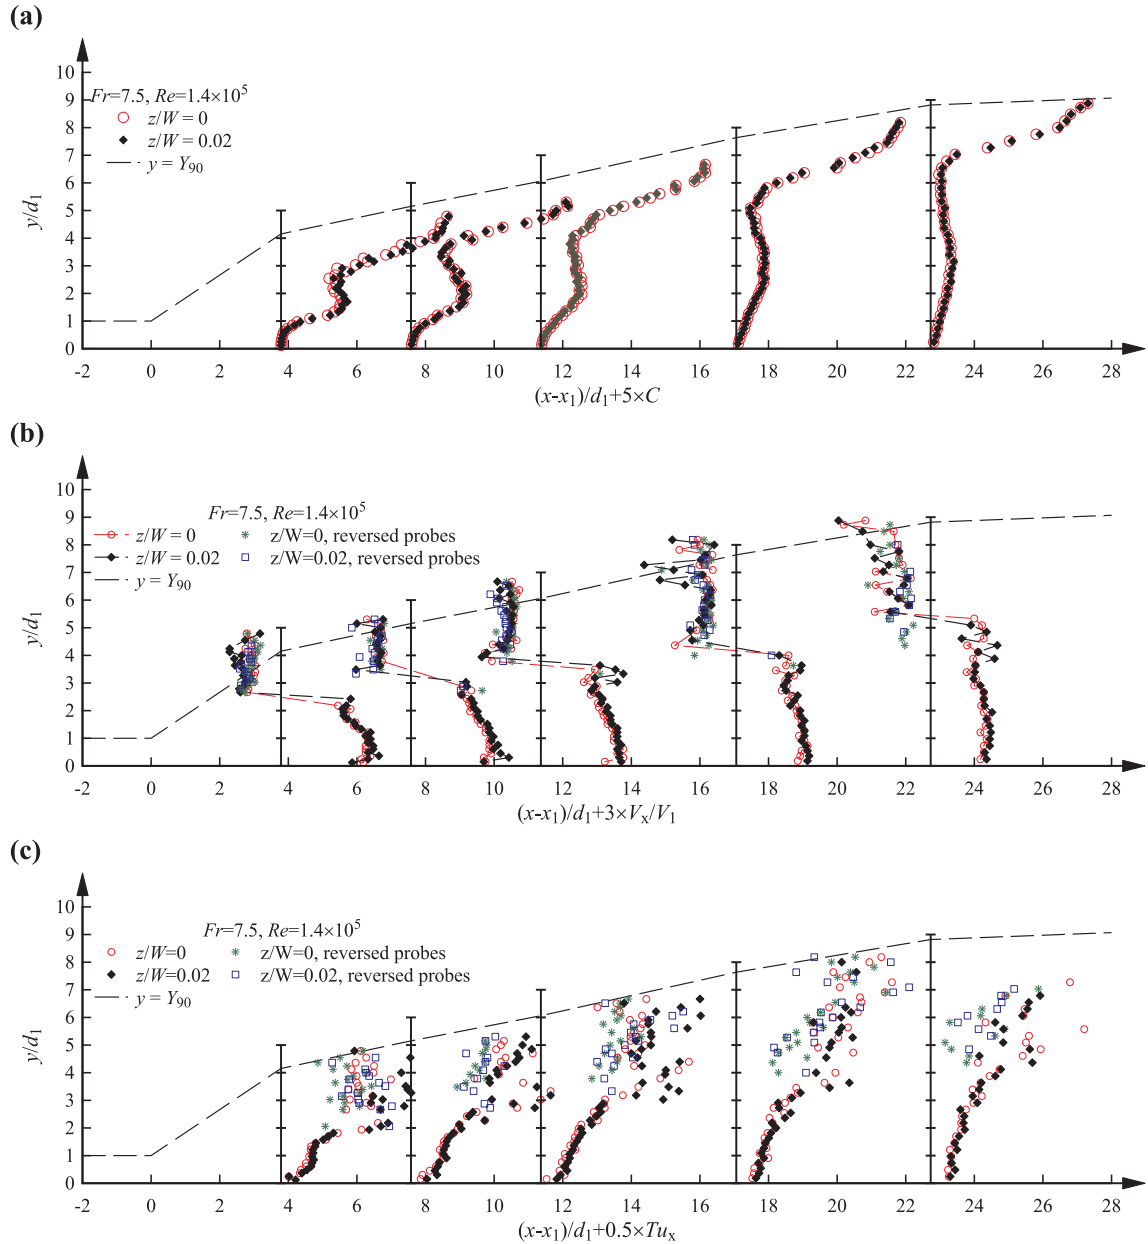 (a)
10
9
8
7
6
5
4
3
2
1
0
y/d1
Fr=7.5, Re=1.4×10⁵
z/W = 0
z/W = 0.02
y = Y90
-2 0 2 4 6 8 10 12 14 16 18 20 22 24 26 28
(x-x1)/d1+5×C
(b)
10
9
8
7
6
5
4
3
2
1
0
y/d1
Fr=7.5, Re=1.4×10⁵
z/W = 0 z/W=0, reversed probes
z/W = 0.02 z/W=0.02, reversed probes
y = Y90
-2 0 2 4 6 8 10 12 14 16 18 20 22 24 26 28
(x-x1)/d1+3×Vx/V1
(c)
10
9
8
7
6
5
4
3
2
1
0
y/d1
Fr=7.5, Re=1.4×10⁵
z/W=0 z/W=0, reversed probes
z/W=0.02 z/W=0.02, reversed probes
y = Y90
-2 0 2 4 6 8 10 12 14 16 18 20 22 24 26 28
(x-x1)/d1+0.5×Tux